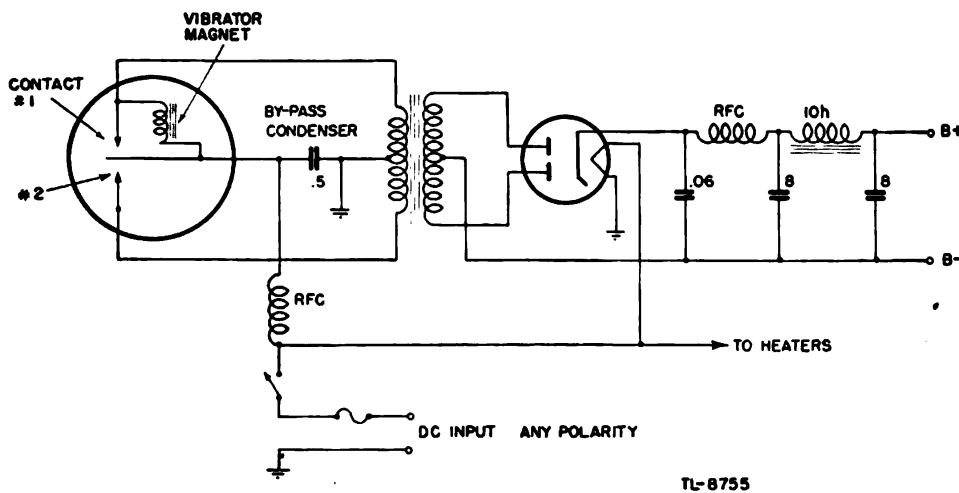 VIBRATOR
MAGNET
CONTACT
#1
#2
BY-PASS
CONDENSER
.5
RFC
10h
B+
.06
8
8
B-
RFC
TO HEATERS
DC INPUT ANY POLARITY
TL-8755